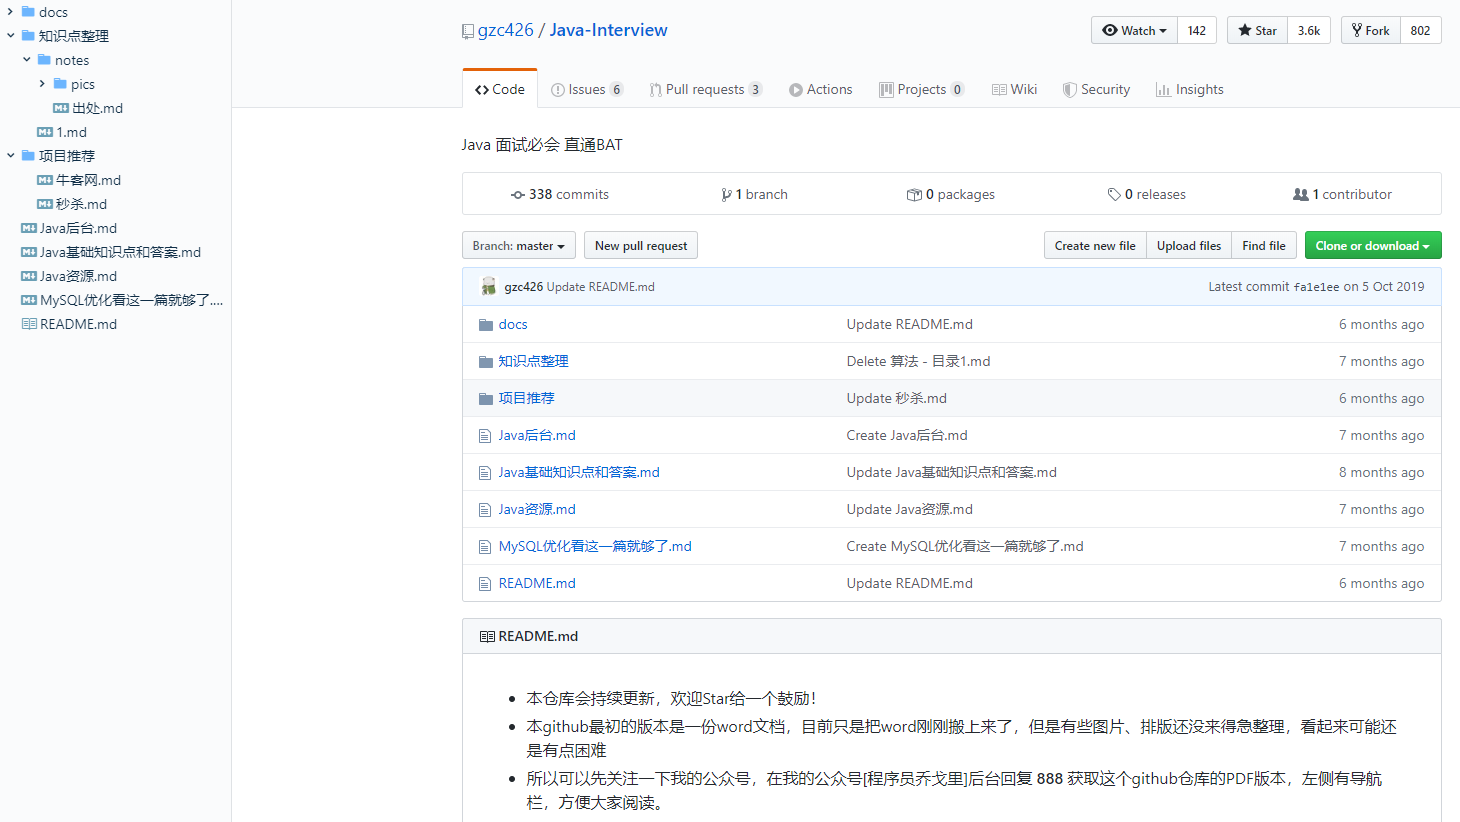 docs
知识点整理
notes
pics
出处.md
1.md
项目推荐
牛客网.md
秒杀.md
Java后台.md
Java基础知识点和答案.md
Java资源.md
MySQL优化看这一篇就够了....
README.md
gzc426 / Java-Interview
Watch 142 Star 3.6k Fork 802
Code Issues 6 Pull requests 3 Actions Projects 0 Wiki Security Insights
Java 面试必会 直通BAT
338 commits 1 branch 0 packages 0 releases 1 contributor
Branch: master New pull request Create new file Upload files Find file Clone or download
gzc426 Update README.md Latest commit fa1e1ee on 5 Oct 2019
docs Update README.md 6 months ago
知识点整理 Delete 算法 - 目录1.md 7 months ago
项目推荐 Update 秒杀.md 6 months ago
Java后台.md Create Java后台.md 7 months ago
Java基础知识点和答案.md Update Java基础知识点和答案.md 8 months ago
Java资源.md Update Java资源.md 7 months ago
MySQL优化看这一篇就够了.md Create MySQL优化看这一篇就够了.md 7 months ago
README.md Update README.md 6 months ago
README.md
本仓库会持续更新，欢迎Star给一个鼓励！
本github最初的版本是一份word文档，目前只是把word刚刚搬上来了，但是有些图片、排版还没来得急整理，看起来可能还
是有点困难
所以可以先关注一下我的公众号，在我的公众号[程序员乔戈里]后台回复 888 获取这个github仓库的PDF版本，左侧有导航
栏，方便大家阅读。